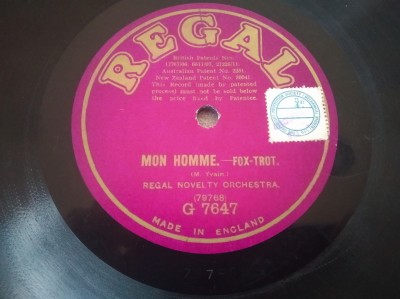 REGAL
British Patents Nos.
Australian Patent No.
New Zealand Patent No.
This Record made by patented
process must not be sold below
the price fixed by Patentee.
MON HOMME.—FOX-TROT.
(M. Yvain)
REGAL NOVELTY ORCHESTRA.
(79768)
G 7647
MADE IN ENGLAND
7